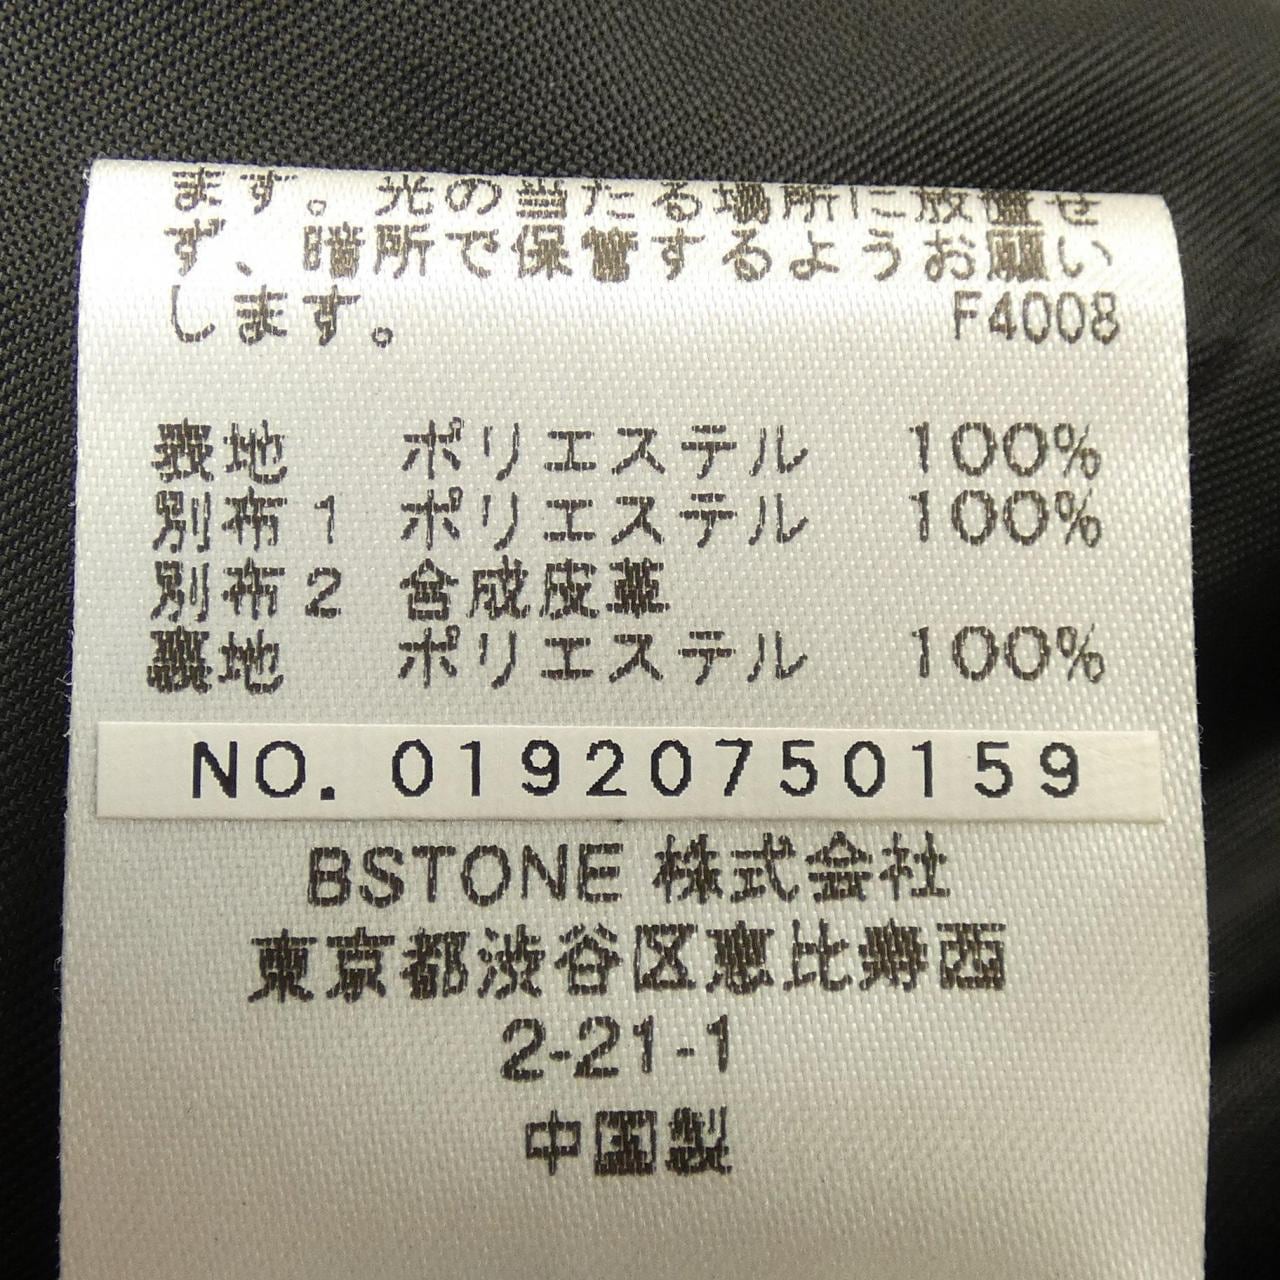 ます。光の当たる場所に放置せ
ず、暗所で保管するようお願い
します。 F4008
表地 ポリエステル 100%
別布1 ポリエステル 100%
別布2 合成皮革
裏地 ポリエステル 100%
NO. 01920750159
BSTONE 株式会社
東京都渋谷区恵比寿西
2-21-1
中国製